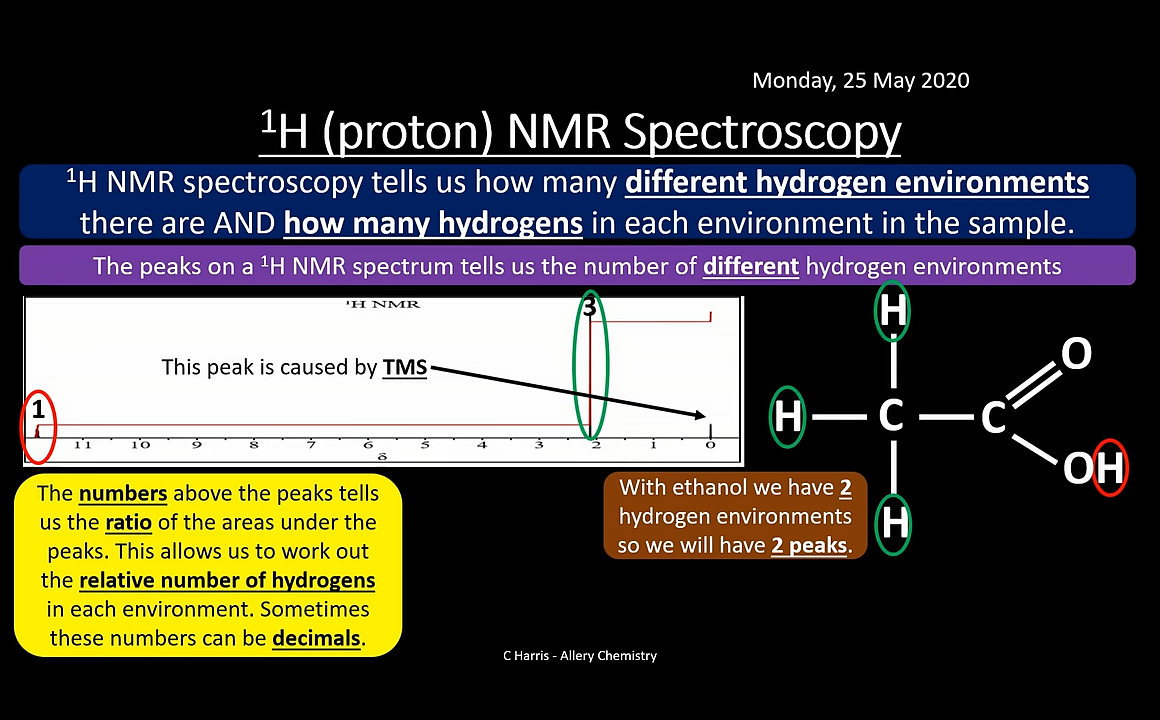 Monday, 25 May 2020
¹H (proton) NMR Spectroscopy
¹H NMR spectroscopy tells us how many different hydrogen environments
there are AND how many hydrogens in each environment in the sample.
The peaks on a ¹H NMR spectrum tells us the number of different hydrogen environments
¹H NMR
3
This peak is caused by TMS
1
11 10 9 8 7 6 5 4 3 2 1 0
δ
H
O
H C C
OH
H
The numbers above the peaks tells
us the ratio of the areas under the
peaks. This allows us to work out
the relative number of hydrogens
in each environment. Sometimes
these numbers can be decimals.
With ethanol we have 2
hydrogen environments
so we will have 2 peaks.
C Harris - Allery Chemistry